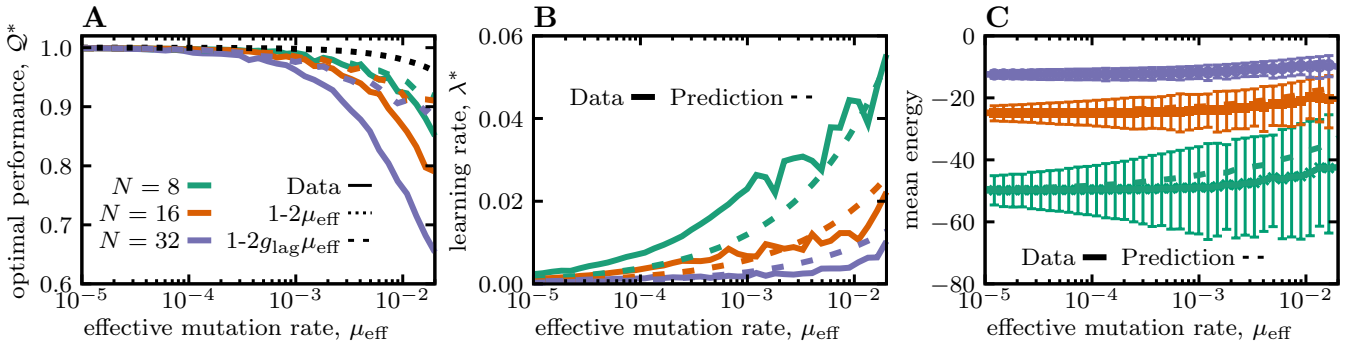 A
optimal performance, 𝒬*
1.0
0.9
0.8
0.7
0.6
N = 8
N = 16
N = 32
Data
1-2μeff
1-2glagμeff
10−5
10−4
10−3
10−2
effective mutation rate, μeff
B
learning rate, λ*
0.06
0.04
0.02
0.00
Data
Prediction
10−5
10−4
10−3
10−2
effective mutation rate, μeff
C
mean energy
0
−20
−40
−60
−80
Data
Prediction
10−5
10−4
10−3
10−2
effective mutation rate, μeff